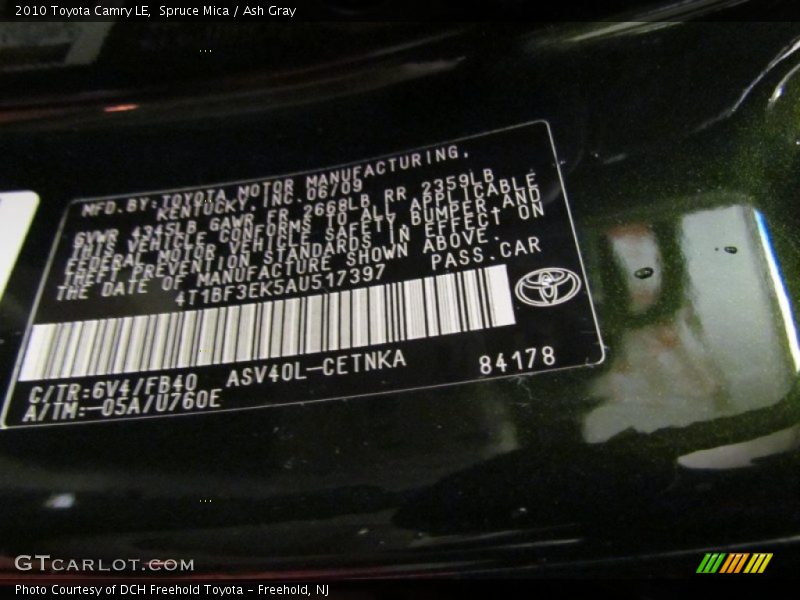 2010 Toyota Camry LE, Spruce Mica / Ash Gray
MFD.BY:TOYOTA MOTOR MANUFACTURING,
KENTUCKY, INC.06/09
GVWR 4345LB GAWR FR 2668LB RR 2359LB
THIS VEHICLE CONFORMS TO ALL APPLICABLE
FEDERAL MOTOR VEHICLE SAFETY BUMPER,AND
THEFT PREVENTION STANDARDS IN EFFECT ON
THE DATE OF MANUFACTURE SHOWN ABOVE.
4T1BF3EK5AU517397 PASS.CAR
C/TR:6V4/FB40 ASV40L-CETNKA 84178
A/TM:-05A/U760E
GTCARLOT.COM
Photo Courtesy of DCH Freehold Toyota - Freehold, NJ